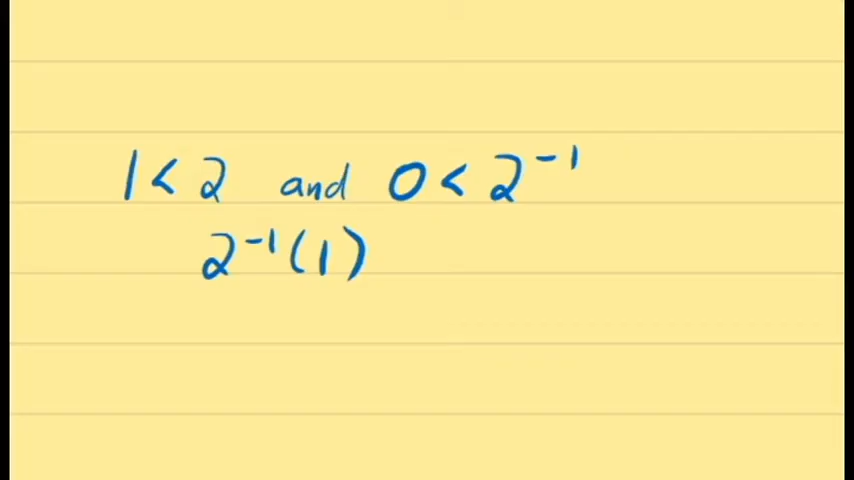 1 < 2 and 0 < 2⁻¹
2⁻¹(1)